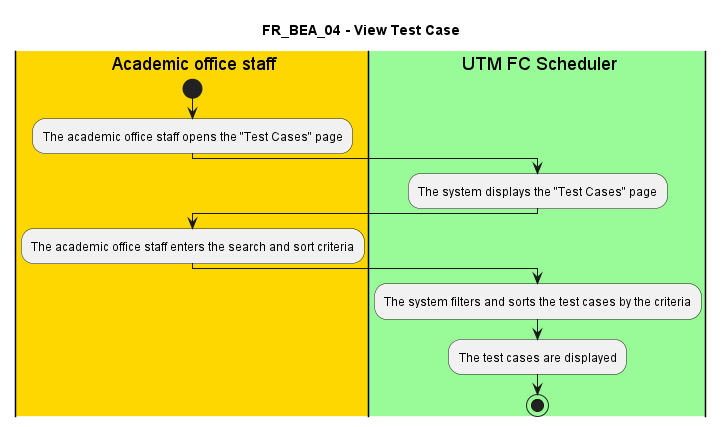 FR_BEA_04 - View Test Case
Academic office staff
UTM FC Scheduler
The academic office staff opens the "Test Cases" page
The system displays the "Test Cases" page
The academic office staff enters the search and sort criteria
The system filters and sorts the test cases by the criteria
The test cases are displayed